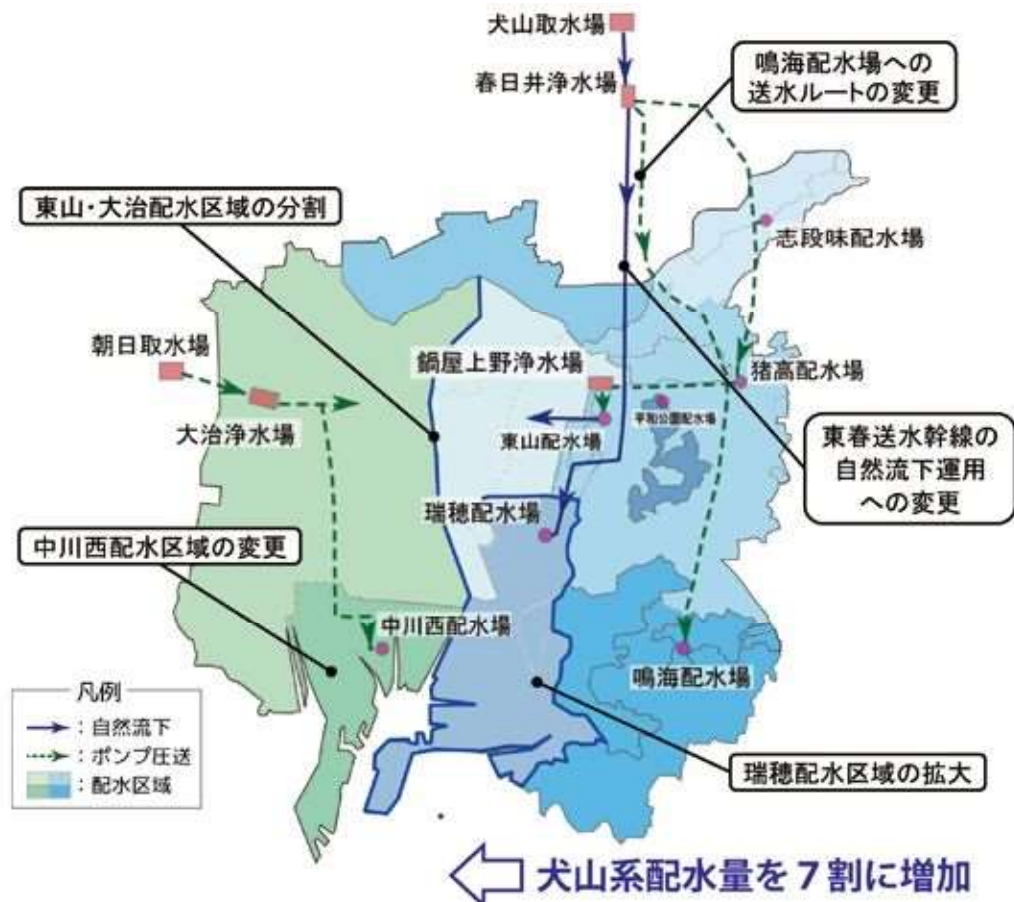 犬山取水場
春日井浄水場
鳴海配水場への
送水ルートの変更
東山・大治配水区域の分割
志段味配水場
朝日取水場
鍋屋上野浄水場
猪高配水場
大治浄水場
東山配水場
平和公園配水場
東春送水幹線の
自然流下運用
への変更
瑞穂配水場
中川西配水区域の変更
中川西配水場
鳴海配水場
凡例
:自然流下
:ポンプ圧送
:配水区域
瑞穂配水区域の拡大
犬山系配水量を7割に増加